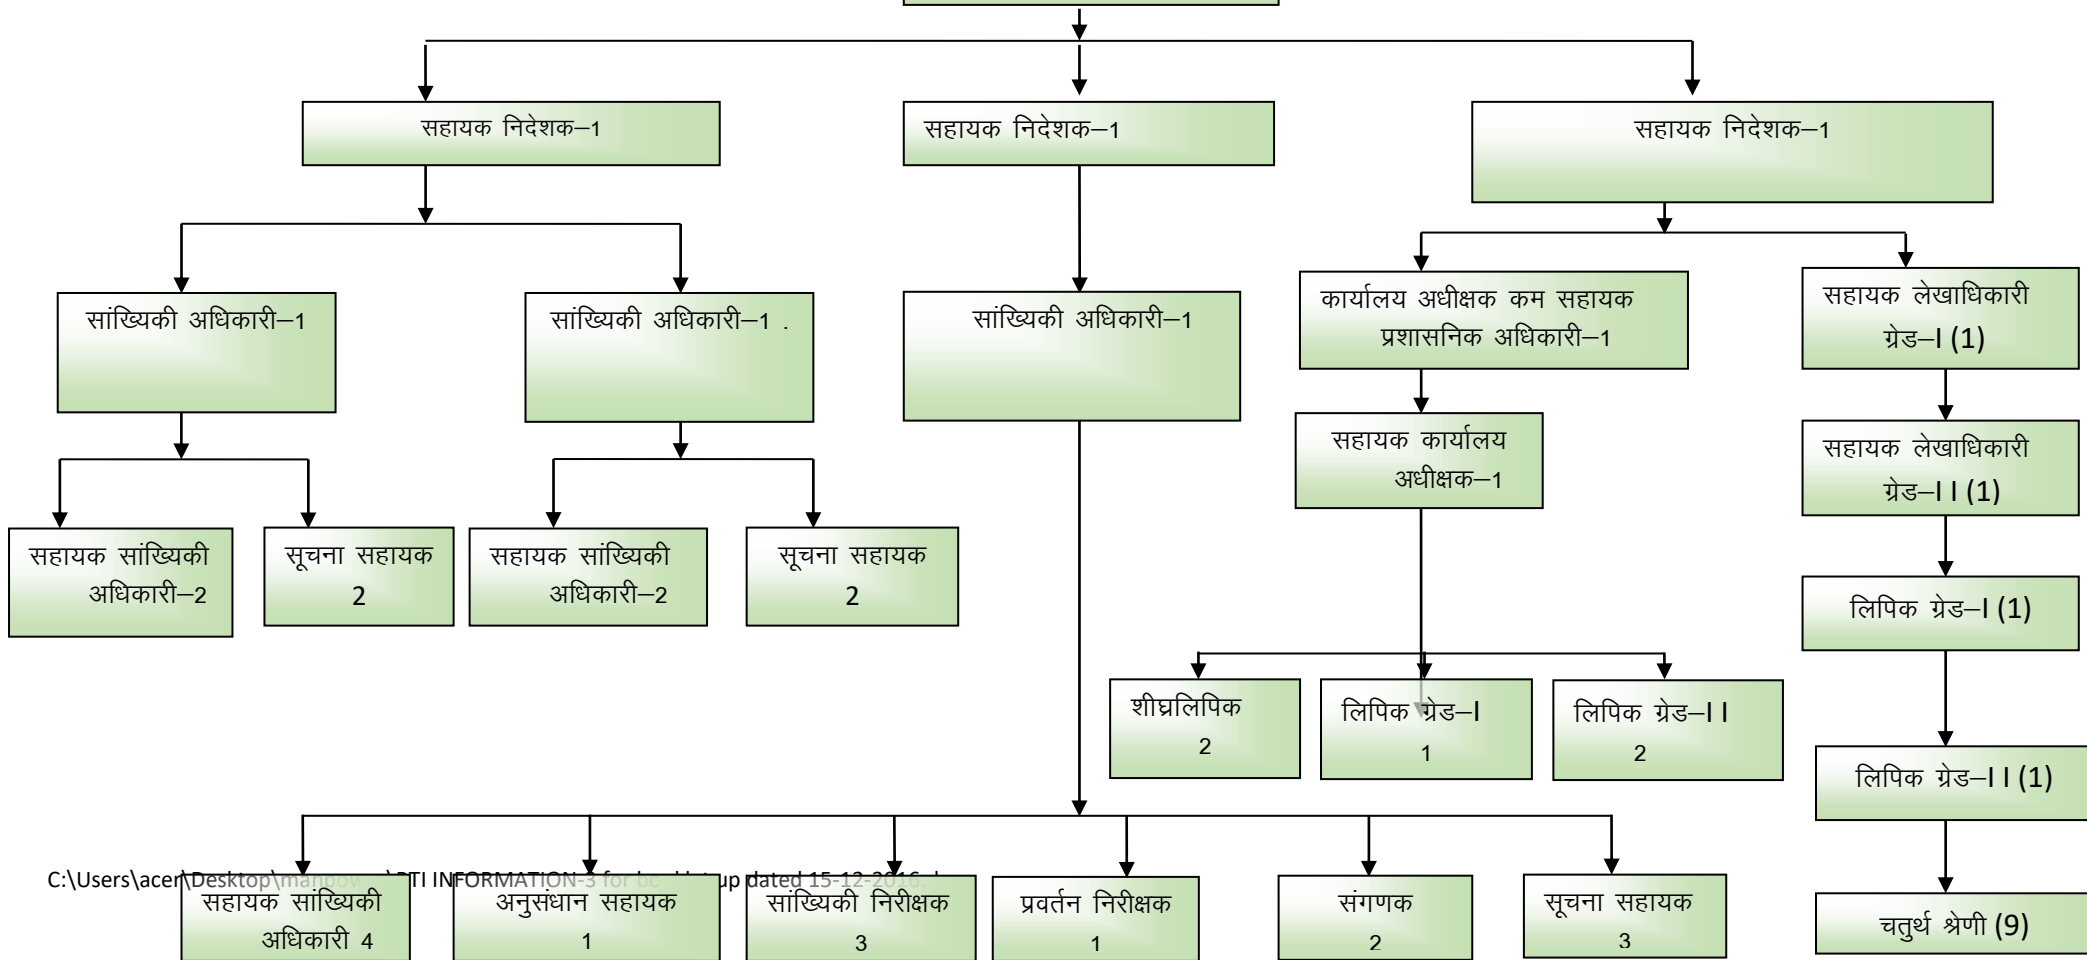 सहायक निदेशक–1
सहायक निदेशक–1
सहायक निदेशक–1
सांख्यिकी अधिकारी–1
सांख्यिकी अधिकारी–1 .
सांख्यिकी अधिकारी–1
कार्यालय अधीक्षक कम सहायक
प्रशासनिक अधिकारी–1
सहायक लेखाधिकारी
ग्रेड–I (1)
सहायक कार्यालय
अधीक्षक–1
सहायक लेखाधिकारी
ग्रेड–I I (1)
सहायक सांख्यिकी
अधिकारी–2
सूचना सहायक
2
सहायक सांख्यिकी
अधिकारी–2
सूचना सहायक
2
लिपिक ग्रेड–I (1)
शीघ्रलिपिक
2
लिपिक ग्रेड–I
1
लिपिक ग्रेड–I I
2
लिपिक ग्रेड–I I (1)
C:\Users\acer\Desktop\ INFORMATION-3 for up dated 15-12-2016.
सहायक सांख्यिकी
अधिकारी 4
अनुसंधान सहायक
1
सांख्यिकी निरीक्षक
3
प्रवर्तन निरीक्षक
1
संगणक
2
सूचना सहायक
3
चतुर्थ श्रेणी (9)